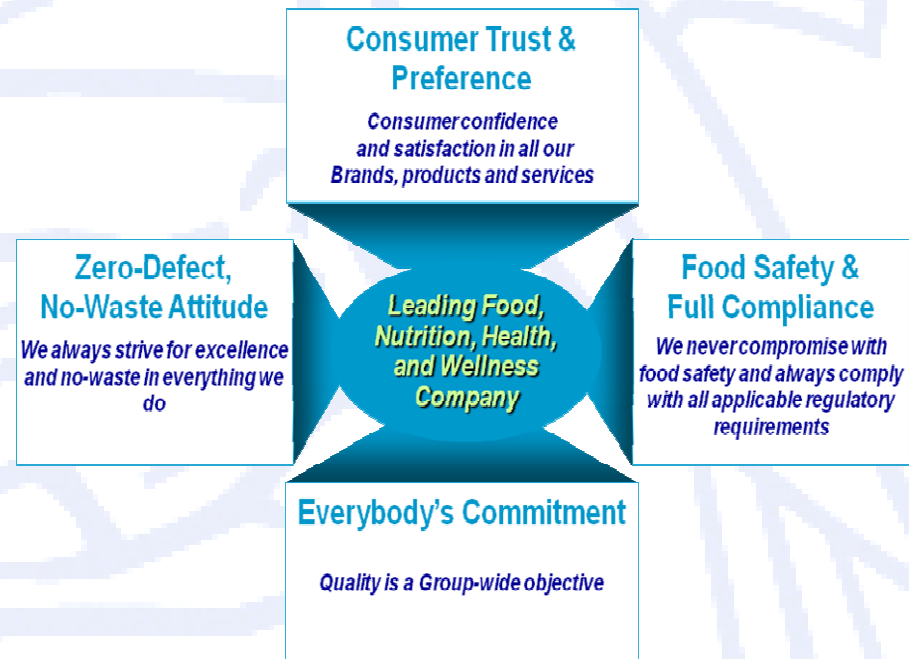 Consumer Trust &
Preference
Consumer confidence
and satisfaction in all our
Brands, products and services
Zero-Defect,
No-Waste Attitude
We always strive for excellence
and no-waste in everything we
do
Leading Food,
Nutrition, Health,
and Wellness
Company
Food Safety &
Full Compliance
We never compromise with
food safety and always comply
with all applicable regulatory
requirements
Everybody's Commitment
Quality is a Group-wide objective